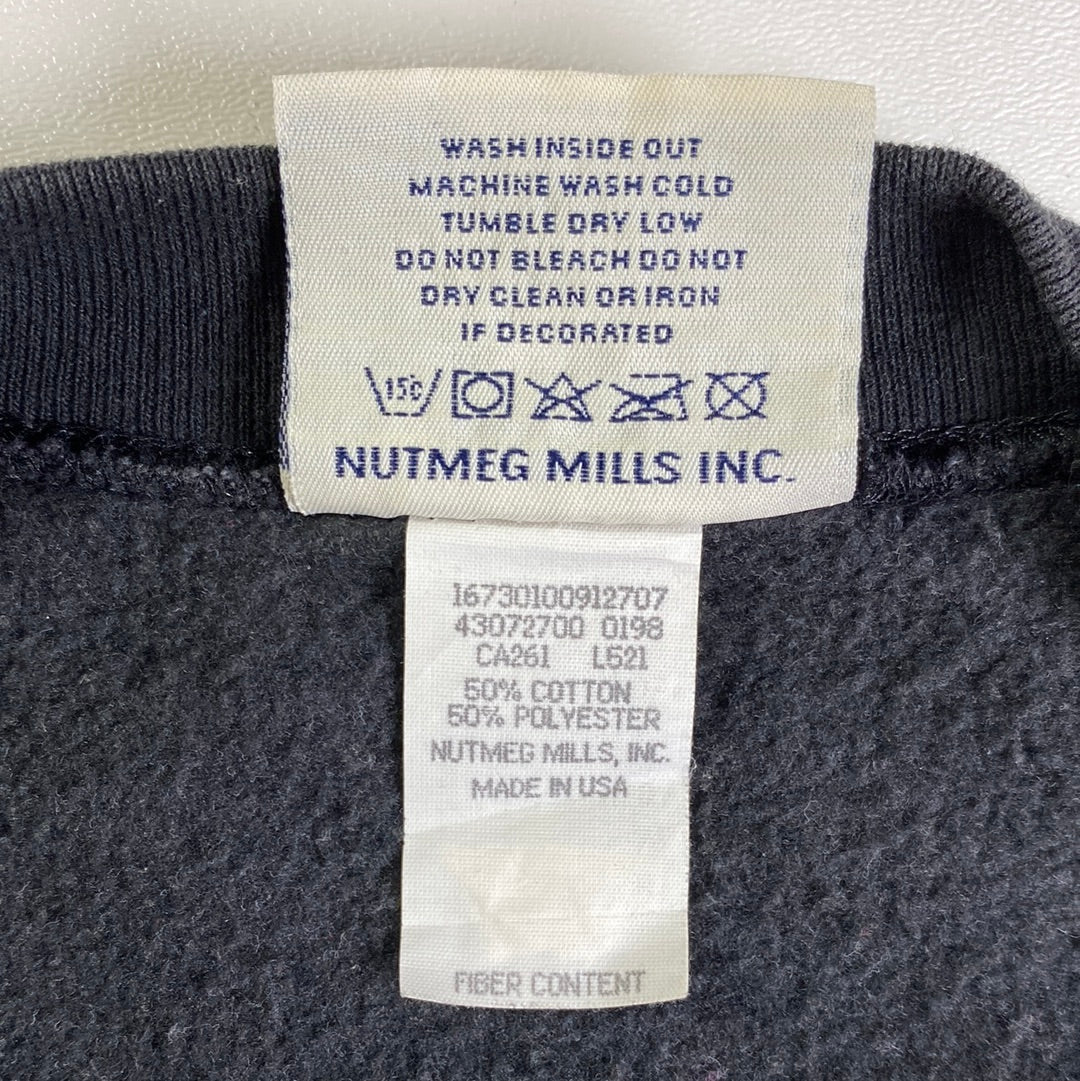 WASH INSIDE OUT
MACHINE WASH COLD
TUMBLE DRY LOW
DO NOT BLEACH DO NOT
DRY CLEAN OR IRON
IF DECORATED
15°C
NUTMEG MILLS INC.
16730100912707
43072700 0198
CA261 L521
50% COTTON
50% POLYESTER
NUTMEG MILLS, INC.
MADE IN USA
FIBER CONTENT